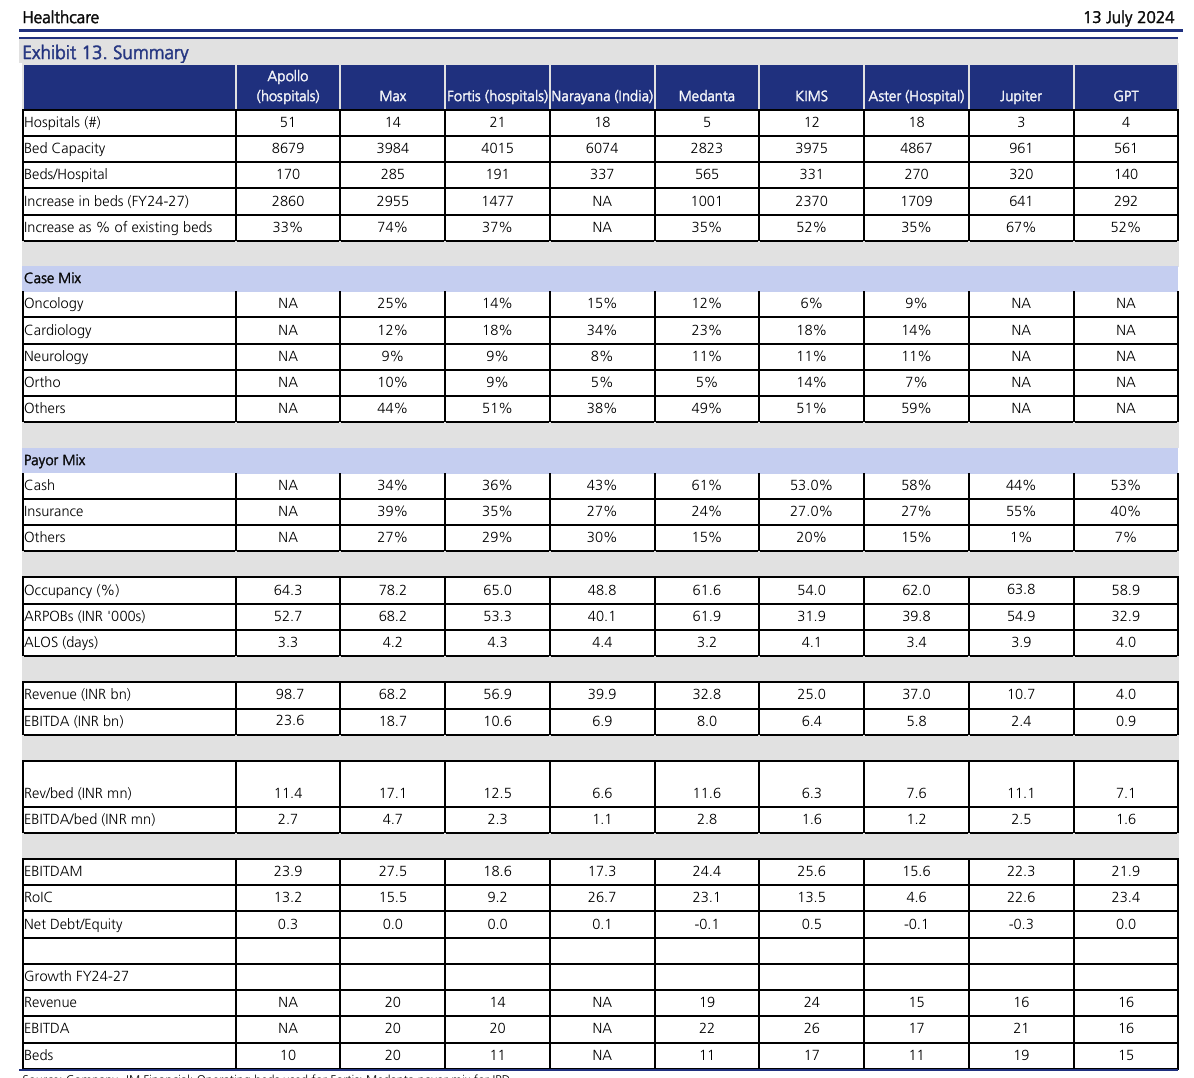 Healthcare 13 July 2024
Exhibit 13. Summary
Apollo (hospitals) Max Fortis (hospitals) Narayana (India) Medanta KIMS Aster (Hospital) Jupiter GPT
Hospitals (#) 51 14 21 18 5 12 18 3 4
Bed Capacity 8679 3984 4015 6074 2823 3975 4867 961 561
Beds/Hospital 170 285 191 337 565 331 270 320 140
Increase in beds (FY24-27) 2860 2955 1477 NA 1001 2370 1709 641 292
Increase as % of existing beds 33% 74% 37% NA 35% 52% 35% 67% 52%
Case Mix
Oncology NA 25% 14% 15% 12% 6% 9% NA NA
Cardiology NA 12% 18% 34% 23% 18% 14% NA NA
Neurology NA 9% 9% 8% 11% 11% 11% NA NA
Ortho NA 10% 9% 5% 5% 14% 7% NA NA
Others NA 44% 51% 38% 49% 51% 59% NA NA
Payor Mix
Cash NA 34% 36% 43% 61% 53.0% 58% 44% 53%
Insurance NA 39% 35% 27% 24% 27.0% 27% 55% 40%
Others NA 27% 29% 30% 15% 20% 15% 1% 7%
Occupancy (%) 64.3 78.2 65.0 48.8 61.6 54.0 62.0 63.8 58.9
ARPOBs (INR '000s) 52.7 68.2 53.3 40.1 61.9 31.9 39.8 54.9 32.9
ALOS (days) 3.3 4.2 4.3 4.4 3.2 4.1 3.4 3.9 4.0
Revenue (INR bn) 98.7 68.2 56.9 39.9 32.8 25.0 37.0 10.7 4.0
EBITDA (INR bn) 23.6 18.7 10.6 6.9 8.0 6.4 5.8 2.4 0.9
Rev/bed (INR mn) 11.4 17.1 12.5 6.6 11.6 6.3 7.6 11.1 7.1
EBITDA/bed (INR mn) 2.7 4.7 2.3 1.1 2.8 1.6 1.2 2.5 1.6
EBITDAM 23.9 27.5 18.6 17.3 24.4 25.6 15.6 22.3 21.9
RoIC 13.2 15.5 9.2 26.7 23.1 13.5 4.6 22.6 23.4
Net Debt/Equity 0.3 0.0 0.0 0.1 -0.1 0.5 -0.1 -0.3 0.0
Growth FY24-27
Revenue NA 20 14 NA 19 24 15 16 16
EBITDA NA 20 20 NA 22 26 17 21 16
Beds 10 20 11 NA 11 17 11 19 15